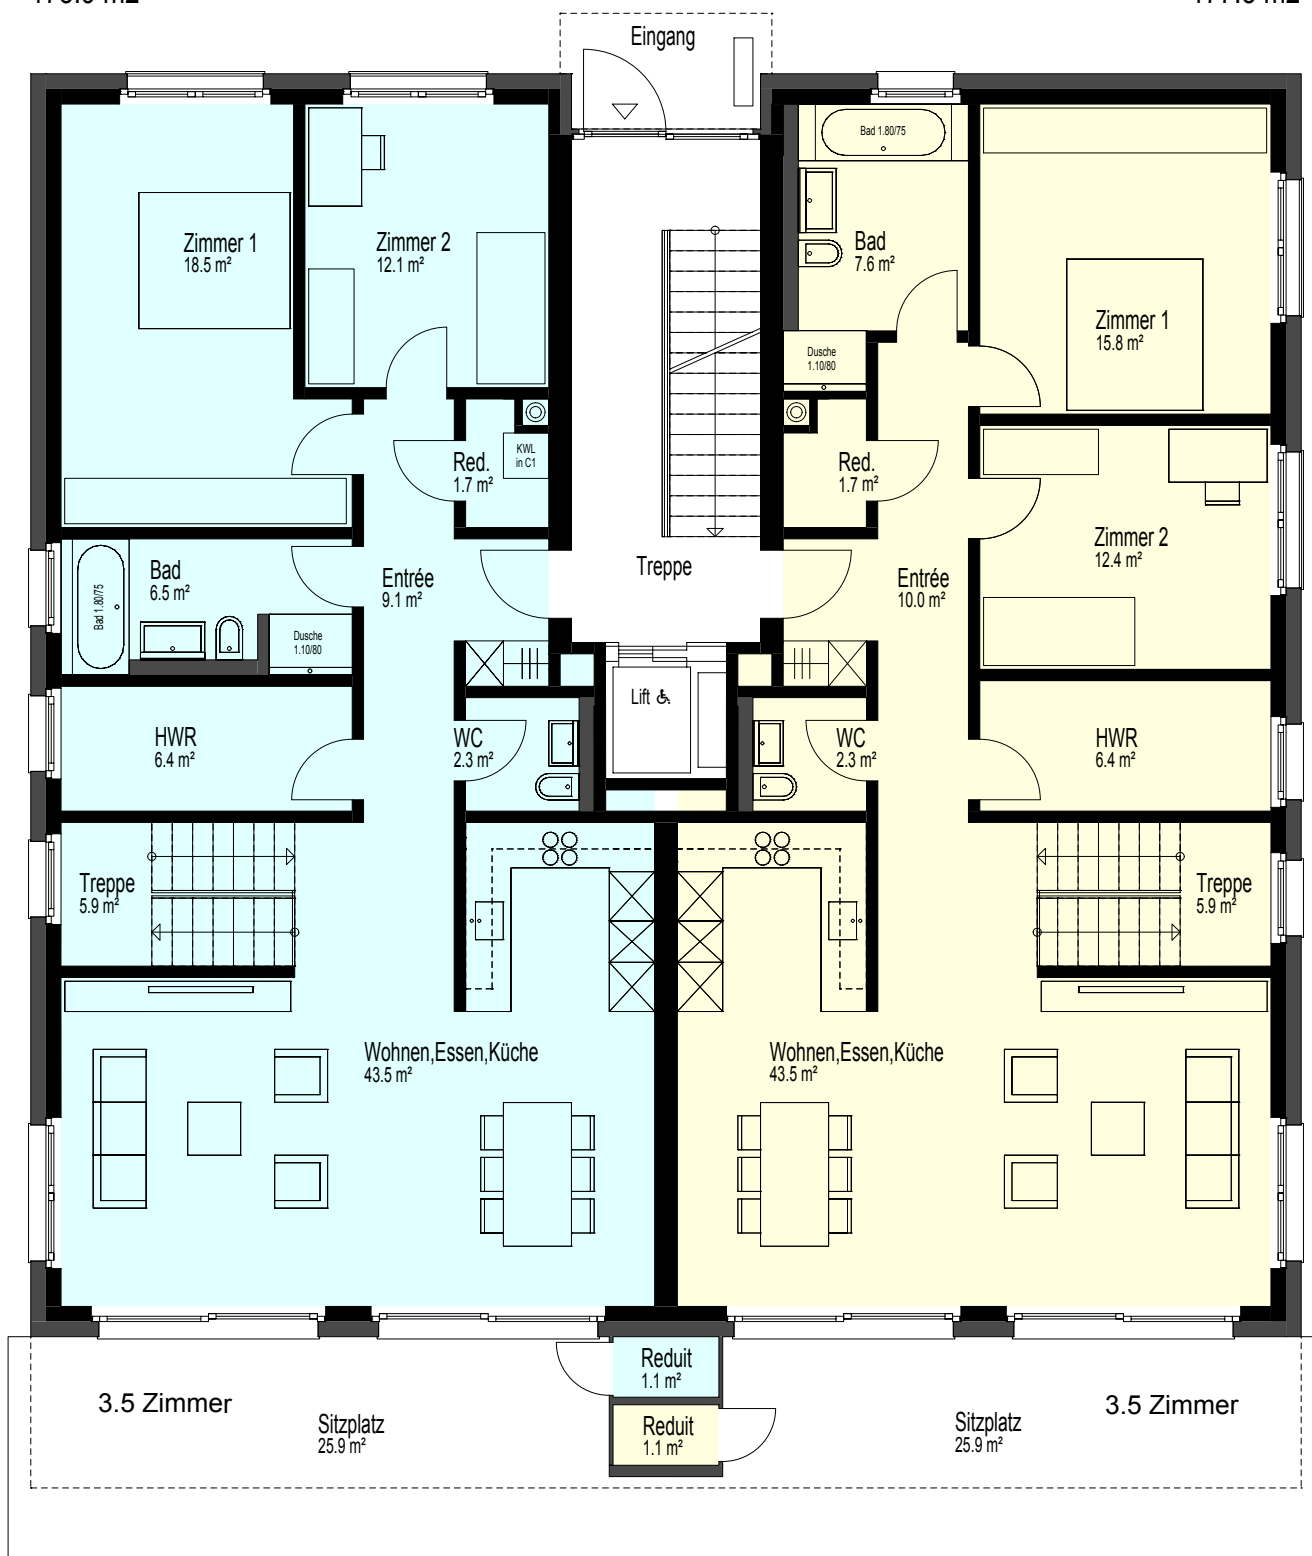 Eingang
Bad 1.80/75
Zimmer 1
18.5 m²
Zimmer 2
12.1 m²
Bad
7.6 m²
Zimmer 1
15.8 m²
Dusche
1.10/80
KWL
in C1
Red.
1.7 m²
Red.
1.7 m²
Zimmer 2
12.4 m²
Bad 1.80/75
Bad
6.5 m²
Entrée
9.1 m²
Treppe
Entrée
10.0 m²
Dusche
1.10/80
Lift
HWR
6.4 m²
WC
2.3 m²
WC
2.3 m²
HWR
6.4 m²
Treppe
5.9 m²
Treppe
5.9 m²
Wohnen,Essen,Küche
43.5 m²
Wohnen,Essen,Küche
43.5 m²
Reduit
1.1 m²
3.5 Zimmer
Sitzplatz
25.9 m²
Reduit
1.1 m²
Sitzplatz
25.9 m²
3.5 Zimmer